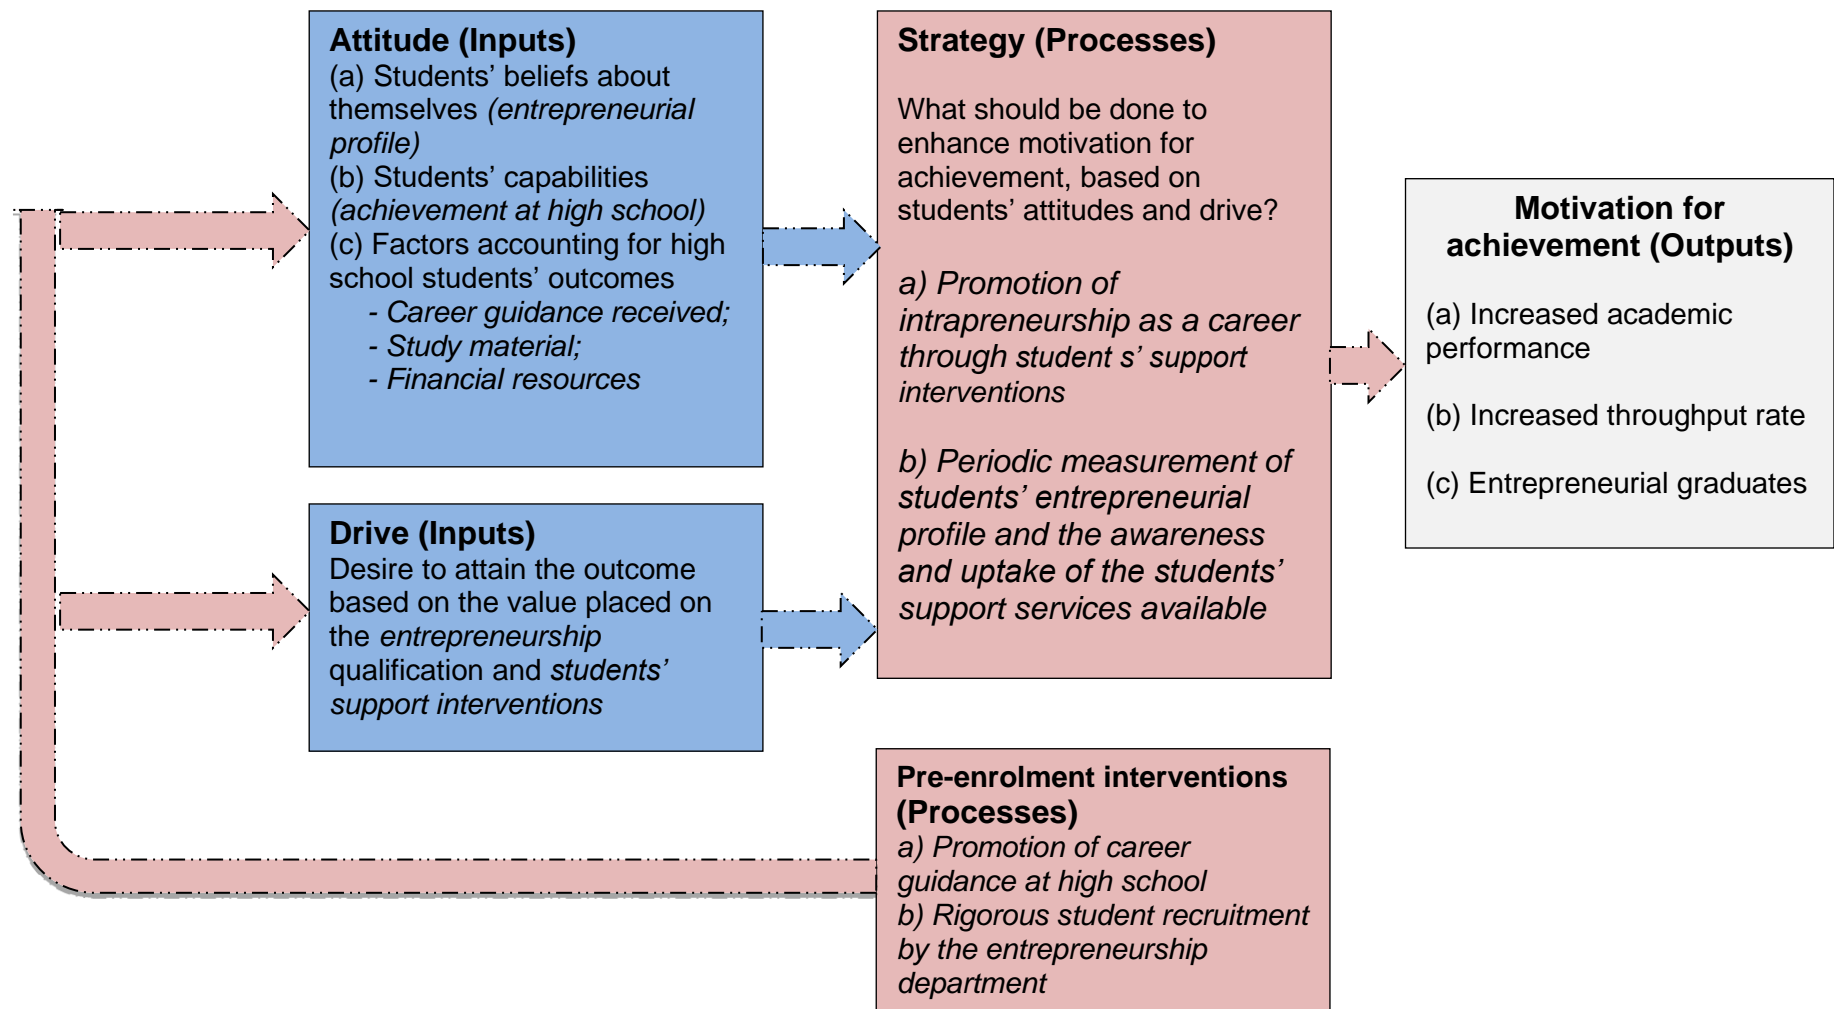 Attitude (Inputs)
(a) Students’ beliefs about
themselves (entrepreneurial
profile)
(b) Students’ capabilities
(achievement at high school)
(c) Factors accounting for high
school students’ outcomes
- Career guidance received;
- Study material;
- Financial resources
Drive (Inputs)
Desire to attain the outcome
based on the value placed on
the entrepreneurship
qualification and students’
support interventions
Strategy (Processes)
What should be done to
enhance motivation for
achievement, based on
students’ attitudes and drive?
a) Promotion of
intrapreneurship as a career
through student s’ support
interventions
b) Periodic measurement of
students’ entrepreneurial
profile and the awareness
and uptake of the students’
support services available
Pre-enrolment interventions
(Processes)
a) Promotion of career
guidance at high school
b) Rigorous student recruitment
by the entrepreneurship
department
Motivation for
achievement (Outputs)
(a) Increased academic
performance
(b) Increased throughput rate
(c) Entrepreneurial graduates